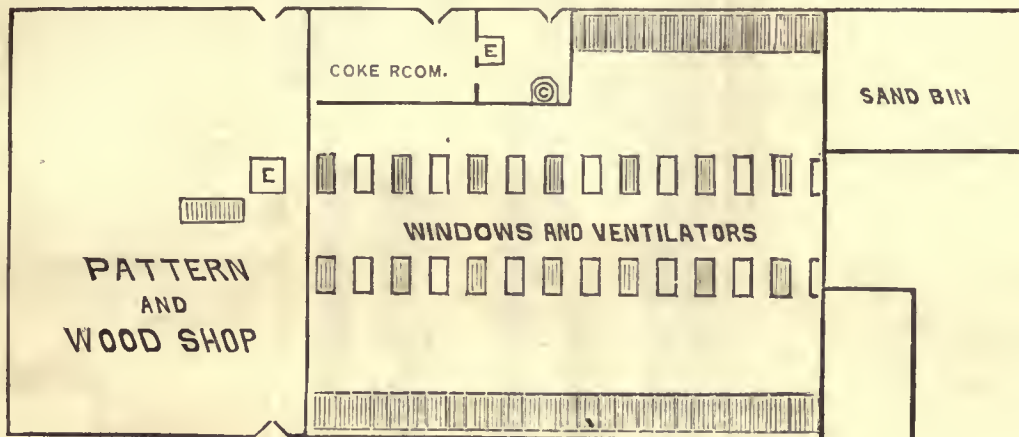 COKE RCOM.
E
C
SAND BIN
E
WINDOWS AND VENTILATORS
PATTERN
AND
WOOD SHOP